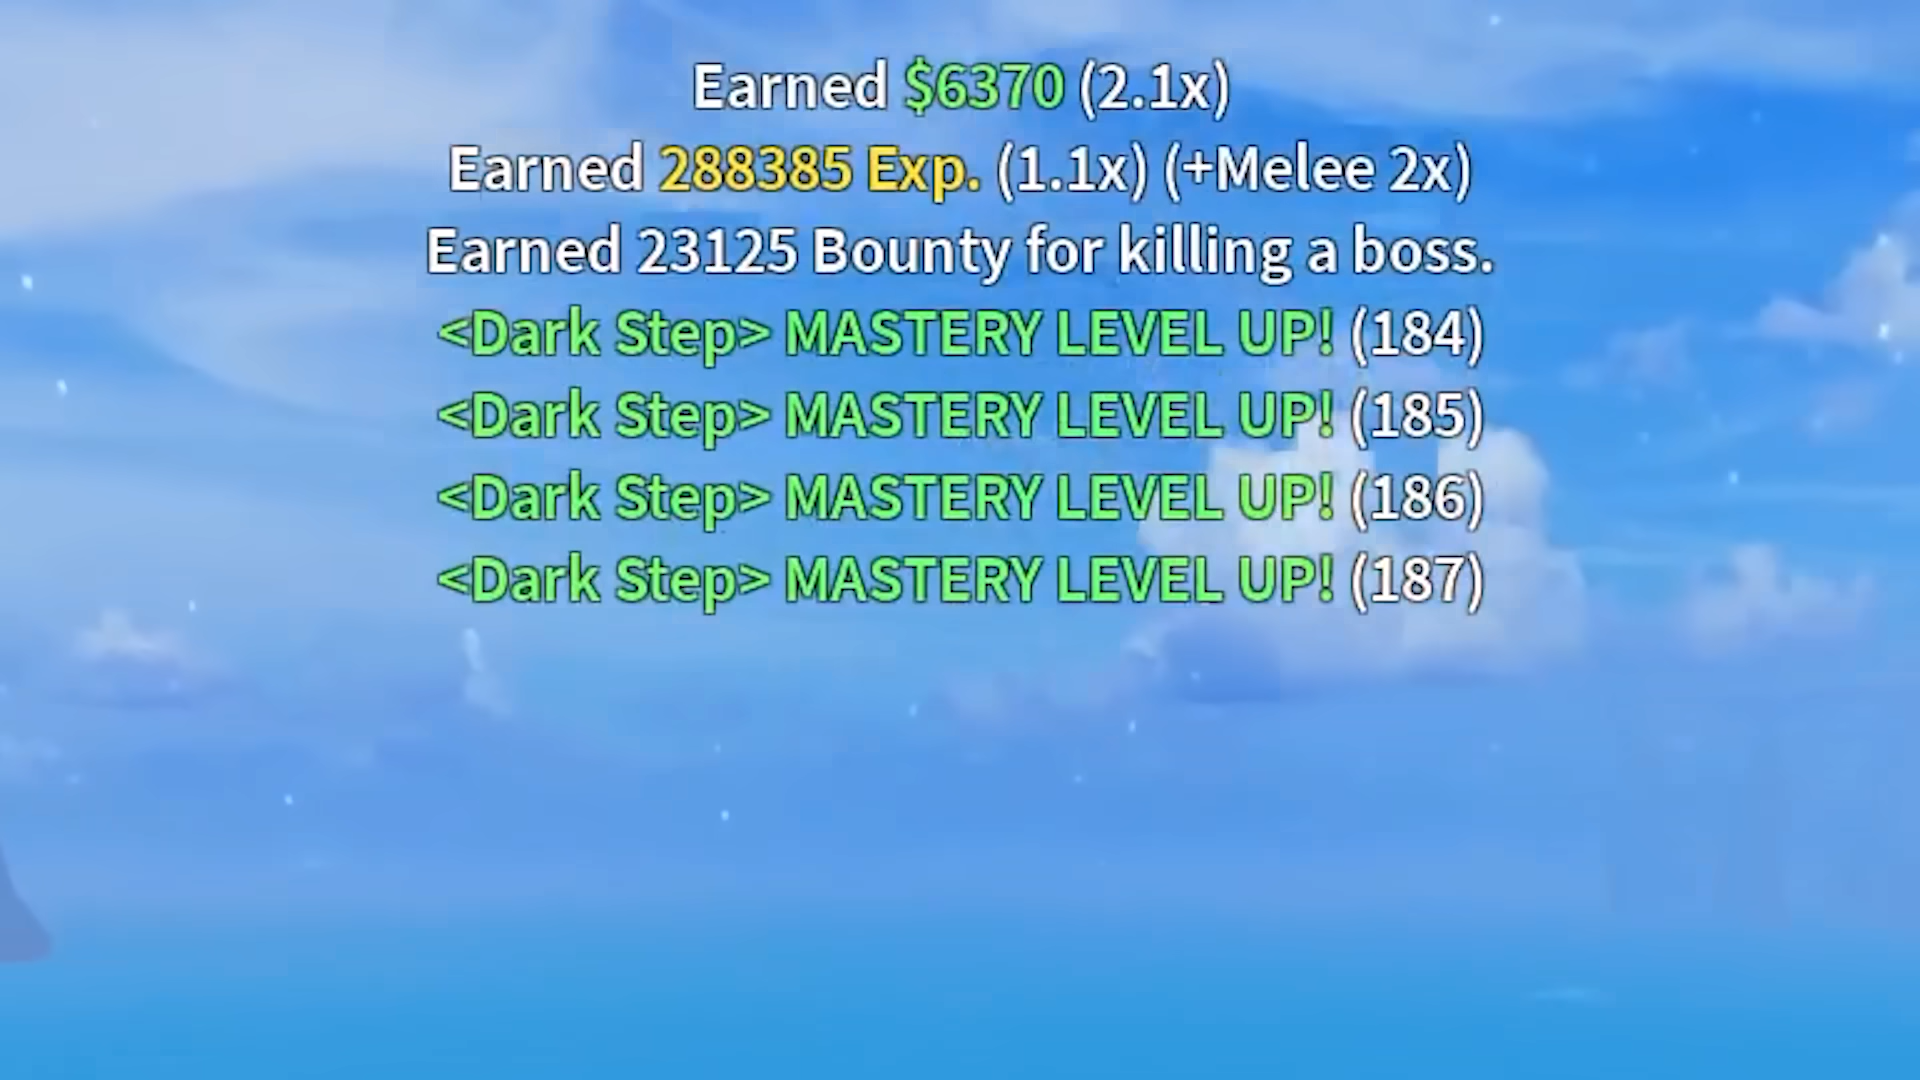 Earned $6370 (2.1x)
Earned 288385 Exp. (1.1x) (+Melee 2x)
Earned 23125 Bounty for killing a boss.
<Dark Step> MASTERY LEVEL UP! (184)
<Dark Step> MASTERY LEVEL UP! (185)
<Dark Step> MASTERY LEVEL UP! (186)
<Dark Step> MASTERY LEVEL UP! (187)